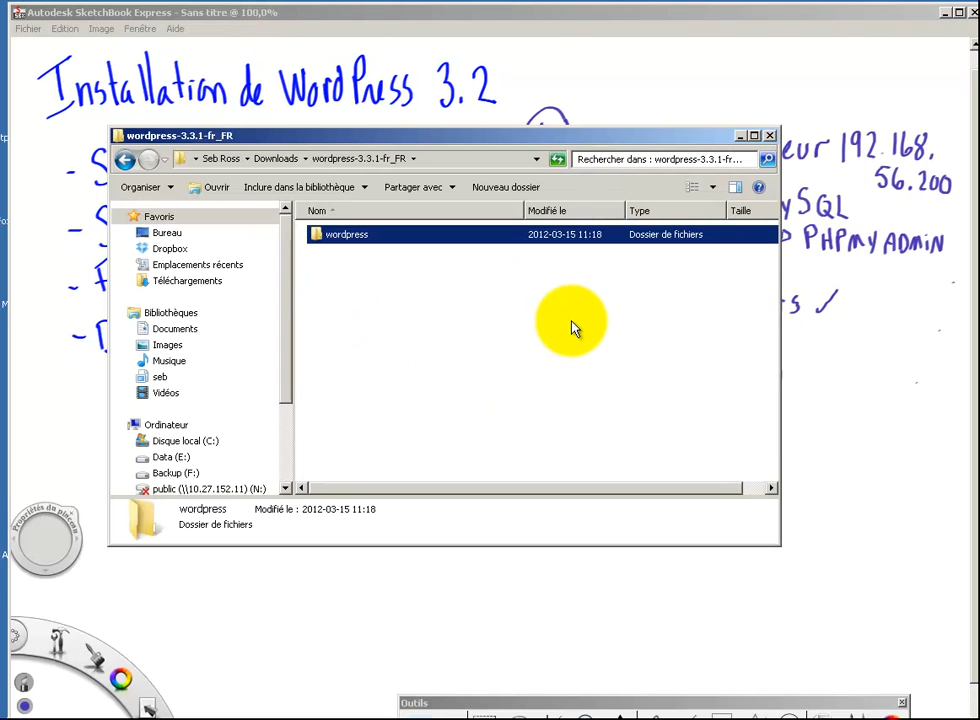 Autodesk SketchBook Express - Sans titre @ 100,0%
Fichier Edition Image Fenêtre Aide
Installation de WordPress 3.2
wordpress-3.3.1-fr_FR
Seb Ross Downloads wordpress-3.3.1-fr_FR
Rechercher dans : wordpress-3.3.1-fr...
Organiser Ouvrir Inclure dans la bibliothèque Partager avec Nouveau dossier
Nom Modifié le Type Taille
wordpress 2012-03-15 11:18 Dossier de fichiers
Favoris
Bureau
Dropbox
Emplacements récents
Téléchargements
Bibliothèques
Documents
Images
Musique
seb
Vidéos
Ordinateur
Disque local (C:)
Data (E:)
Backup (F:)
public (\\10.27.152.11) (N:)
wordpress Modifié le : 2012-03-15 11:18
Dossier de fichiers
eur 192.168.
56.200
ySQL
PHPMYADMIN
rs ✓
Propriétés du pinceau
Outils